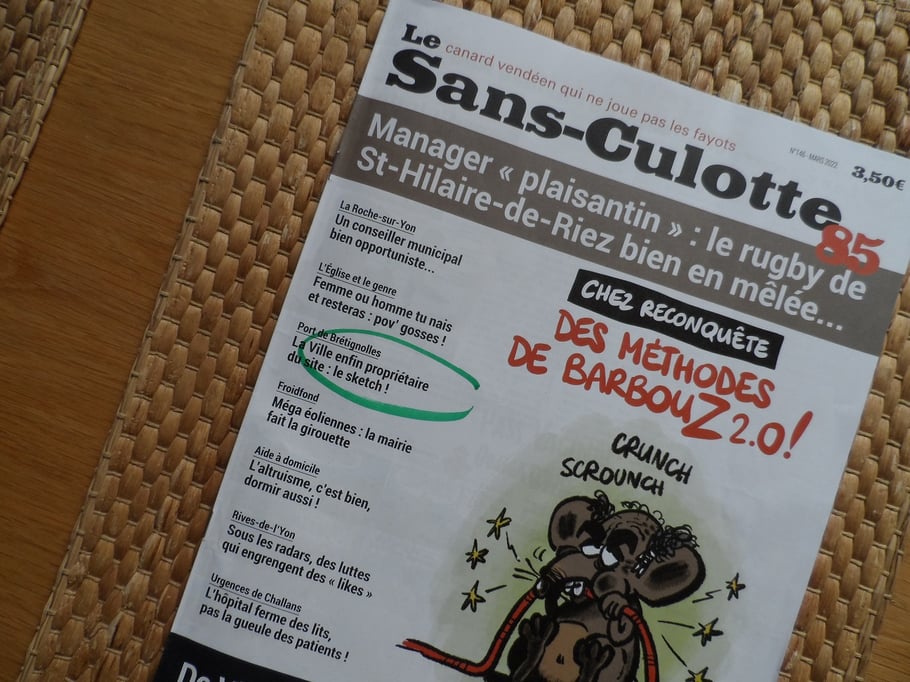 Le
canard vendéen qui ne joue pas les fayots
Sans-Culotte
85
N°146 - MARS 2022
3,50€
Manager « plaisantin » : le rugby de
St-Hilaire-de-Riez bien en mêlée...
La Roche-sur-Yon
Un conseiller municipal
bien opportuniste...
L'Église et le genre
Femme ou homme tu nais
et resteras : pov' gosses !
Port de Brétignolles
La Ville enfin propriétaire
du site : le sketch !
Froidfond
Méga éoliennes : la mairie
fait la girouette
Aide à domicile
L'altruisme, c'est bien,
dormir aussi !
Rives-de-l'Yon
Sous les radars, des luttes
qui engrengent des « likes »
Urgences de Challans
L'hôpital ferme des lits,
pas la gueule des patients !
CHEZ RECONQUÊTE
DES MÉTHODES
DE BARBOUZ 2.0!
CRUNCH
SCROUNCH